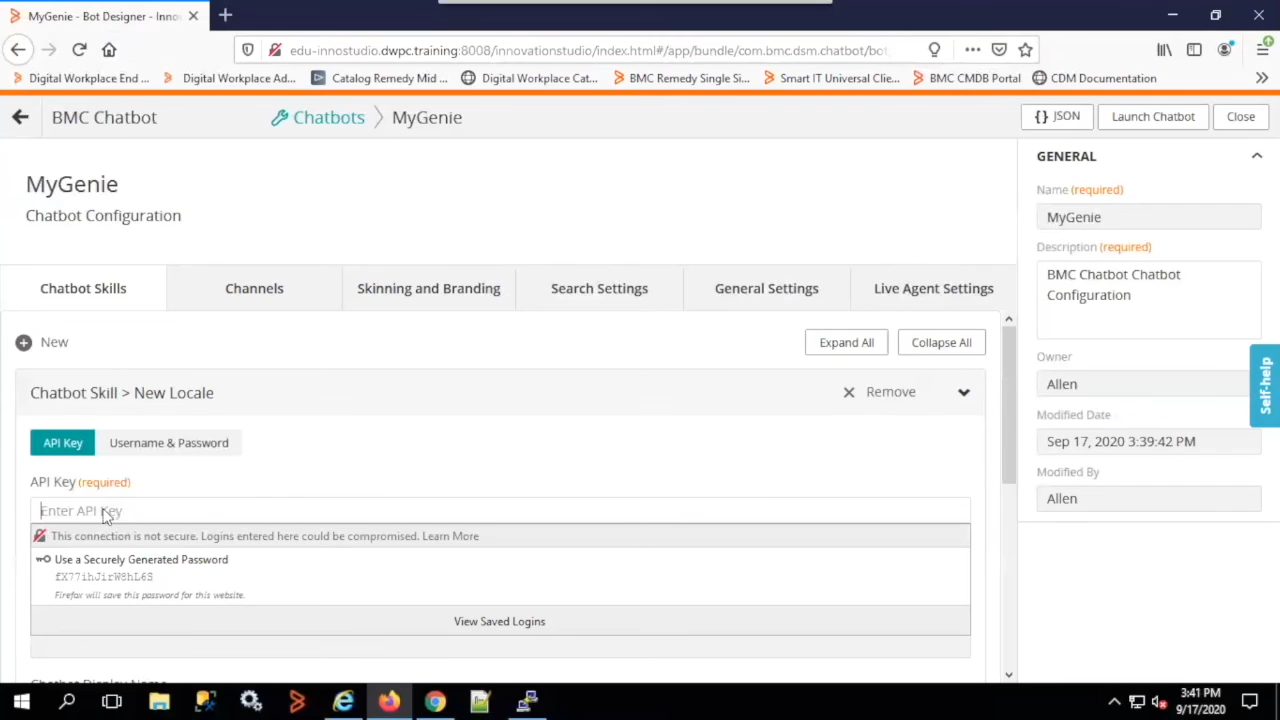 MyGenie - Bot Designer - Inno
edu-innostudio.dwpc.training:8008/innovationstudio/index.html#/app/bundle/com.bmc.dsm.chatbot/bot
Digital Workplace End ... Digital Workplace Ad... Catalog Remedy Mid ... Digital Workplace Cat... BMC Remedy Single Si... Smart IT Universal Clie... BMC CMDB Portal CDM Documentation
BMC Chatbot Chatbots MyGenie {} JSON Launch Chatbot Close
MyGenie
Chatbot Configuration
Chatbot Skills Channels Skinning and Branding Search Settings General Settings Live Agent Settings
New Expand All Collapse All
Chatbot Skill > New Locale Remove
API Key Username & Password
API Key (required)
Enter API Key
This connection is not secure. Logins entered here could be compromised. Learn More
Use a Securely Generated Password
fX77ihJirW8hL6S
Firefox will save this password for this website.
View Saved Logins
Chatbot Display Name
GENERAL
Name (required)
MyGenie
Description (required)
BMC Chatbot Chatbot
Configuration
Owner
Allen
Modified Date
Sep 17, 2020 3:39:42 PM
Modified By
Allen
Self-help
3:41 PM
9/17/2020